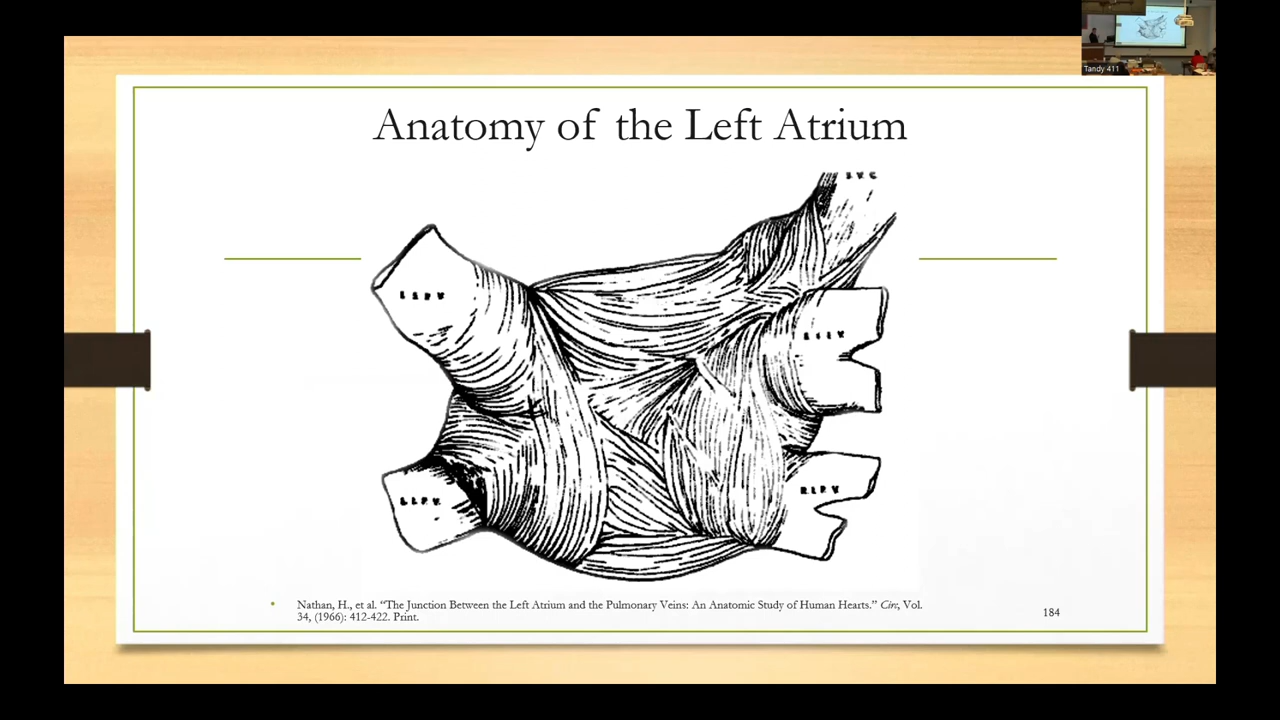 Tandy 411
Anatomy of the Left Atrium
L.L.P.V.
R.I.P.V.
Nathan, H., et al. “The Junction Between the Left Atrium and the Pulmonary Veins: An Anatomic Study of Human Hearts.” Circ, Vol.
34, (1966): 412-422. Print.
184